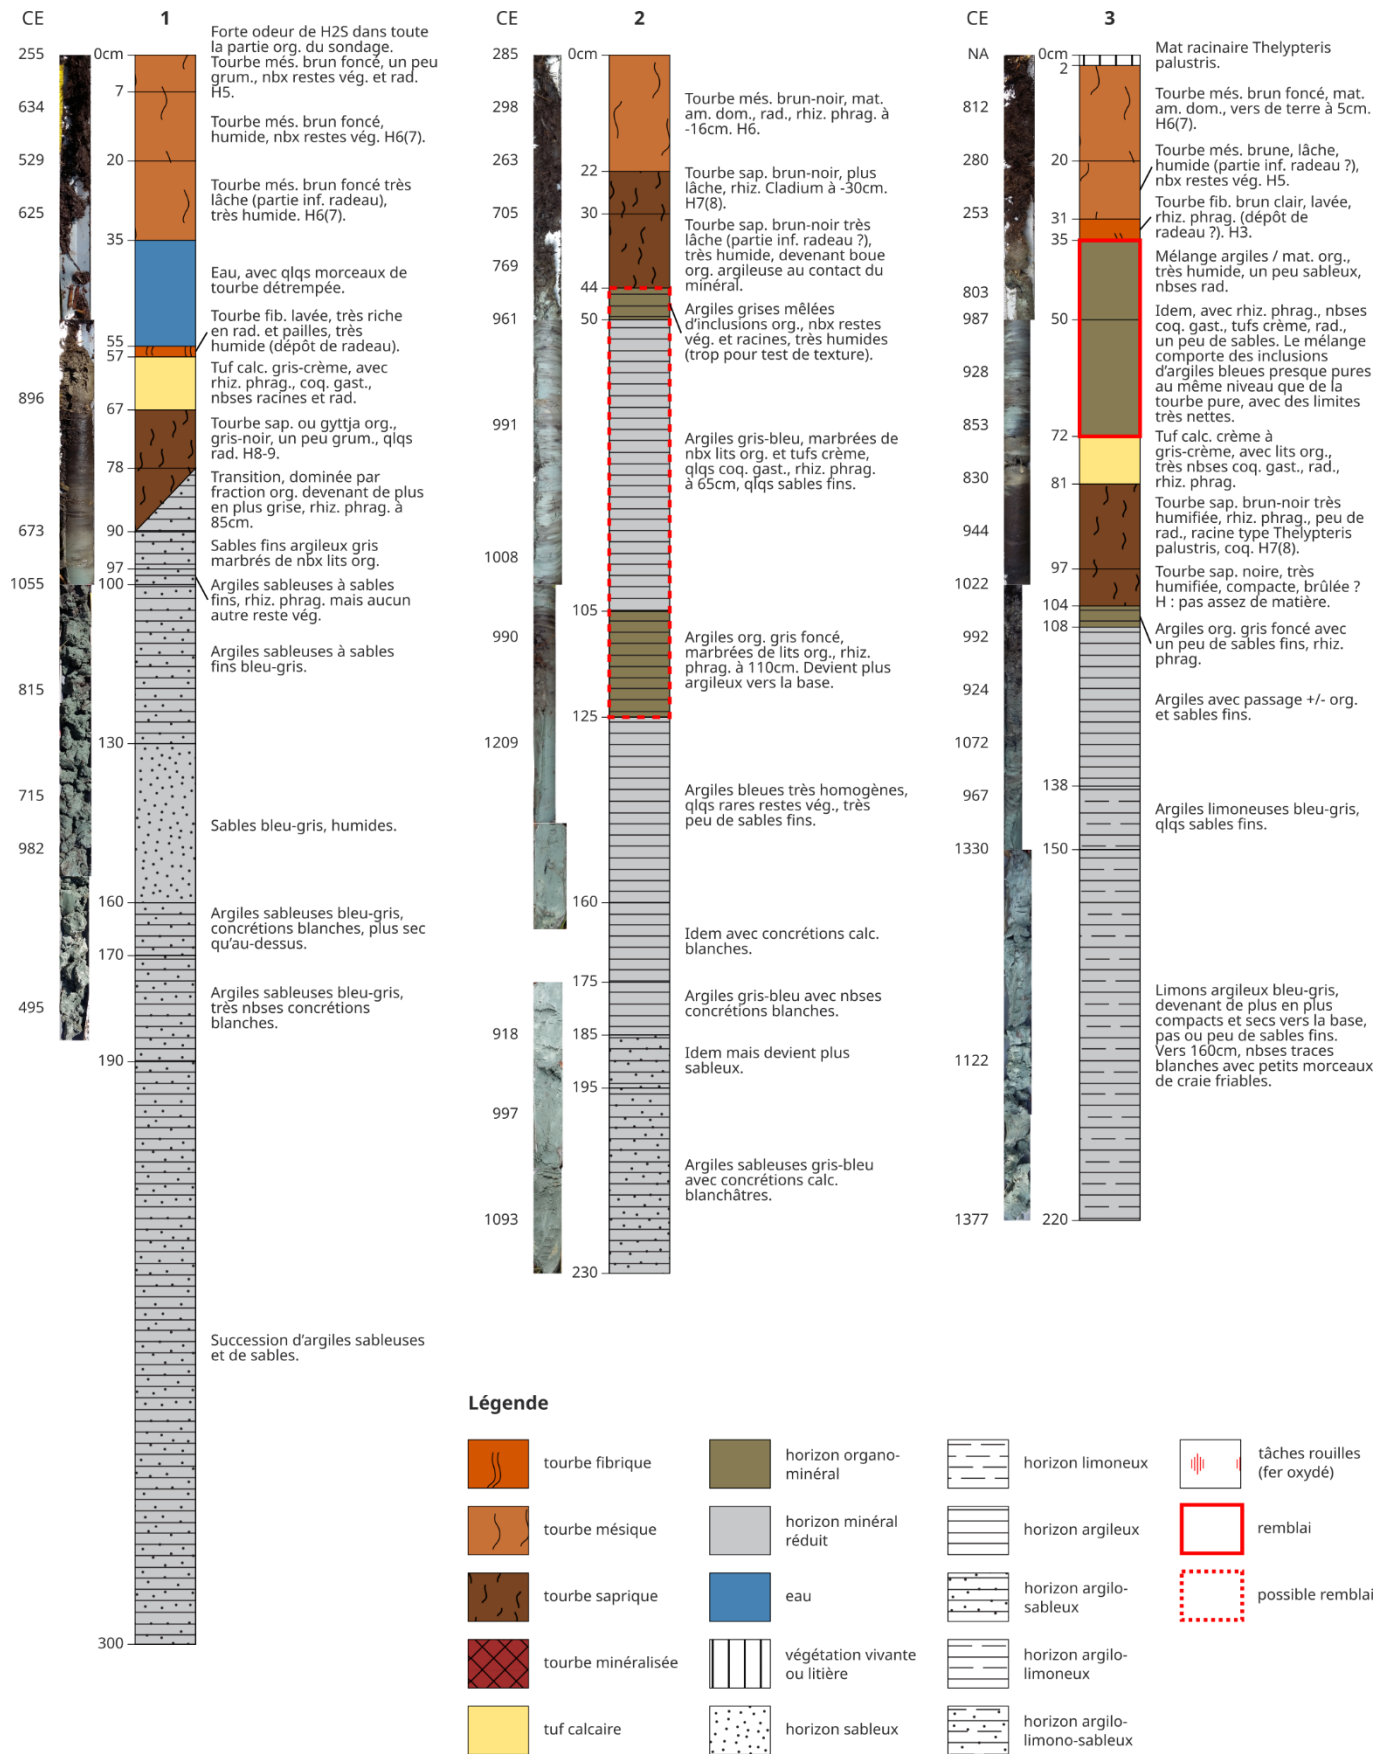 CE
1
255
634
529
625
896
673
1055
815
715
982
495
0cm
7
20
35
55
57
67
78
90
97
100
130
160
170
190
300
Forte odeur de H2S dans toute
la partie org. du sondage.
Tourbe més. brun foncé, un peu
grum., nbx restes vég. et rad.
H5.
Tourbe més. brun foncé,
humide, nbx restes vég. H6(7).
Tourbe més. brun foncé très
lâche (partie inf. radeau),
très humide. H6(7).
Eau, avec qlqs morceaux de
tourbe détrempée.
Tourbe fib. lavée, très riche
en rad. et pailles, très
humide (dépôt de radeau).
Tuf calc. gris-crème, avec
rhiz. phrag., coq. gast.,
nbses racines et rad.
Tourbe sap. ou gyttja org.,
gris-noir, un peu grum., qlqs
rad. H8-9.
Transition, dominée par
fraction org. devenant de plus
en plus grise, rhiz. phrag. à
85cm.
Sables fins argileux gris
marbrés de nbx lits org.
Argiles sableuses à sables
fins, rhiz. phrag. mais aucun
autre reste vég.
Argiles sableuses à sables
fins bleu-gris.
Sables bleu-gris, humides.
Argiles sableuses bleu-gris,
concrétions blanches, plus sec
qu'au-dessus.
Argiles sableuses bleu-gris,
très nbses concrétions
blanches.
Succession d'argiles sableuses
et de sables.
CE
2
285
298
263
705
769
961
991
1008
990
1209
918
997
1093
0cm
22
30
44
50
105
125
160
175
185
195
230
Tourbe més. brun-noir, mat.
am. dom., rad., rhiz. phrag. à
-16cm. H6.
Tourbe sap. brun-noir, plus
lâche, rhiz. Cladium à -30cm.
H7(8).
Tourbe sap. brun-noir très
lâche (partie inf. radeau ?),
très humide, devenant boue
org. argileuse au contact du
minéral.
Argiles grises mêlées
d'inclusions org., nbx restes
vég. et racines, très humides
(trop pour test de texture).
Argiles gris-bleu, marbrées de
nbx lits org. et tufs crème,
qlqs coq. gast., rhiz. phrag.
à 65cm, qlqs sables fins.
Argiles org. gris foncé,
marbrées de lits org., rhiz.
phrag. à 110cm. Devient plus
argileux vers la base.
Argiles bleues très homogènes,
qlqs rares restes vég., très
peu de sables fins.
Idem avec concrétions calc.
blanches.
Argiles gris-bleu avec nbses
concrétions blanches.
Idem mais devient plus
sableux.
Argiles sableuses gris-bleu
avec concrétions calc.
blanchâtres.
CE
3
NA
812
280
253
803
987
928
853
830
944
1022
992
924
1072
967
1330
1122
1377
0cm
2
20
31
35
50
72
81
97
104
108
138
150
220
Mat racinaire Thelypteris
palustris.
Tourbe més. brun foncé, mat.
am. dom., vers de terre à 5cm.
H6(7).
Tourbe més. brune, lâche,
humide (partie inf. radeau ?),
nbx restes vég. H5.
Tourbe fib. brun clair, lavée,
rhiz. phrag. (dépôt de
radeau ?). H3.
Mélange argiles / mat. org.,
très humide, un peu sableux,
nbses rad.
Idem, avec rhiz. phrag., nbses
coq. gast., tufs crème, rad.,
un peu de sables. Le mélange
comporte des inclusions
d'argiles bleues presque pures
au même niveau que de la
tourbe pure, avec des limites
très nettes.
Tuf calc. crème à
gris-crème, avec lits org.,
très nbses coq. gast., rad.,
rhiz. phrag.
Tourbe sap. brun-noir très
humifiée, rhiz. phrag., peu de
rad., racine type Thelypteris
palustris, coq. H7(8).
Tourbe sap. noire, très
humifiée, compacte, brûlée ?
H : pas assez de matière.
Argiles org. gris foncé avec
un peu de sables fins, rhiz.
phrag.
Argiles avec passage +/- org.
et sables fins.
Argiles limoneuses bleu-gris,
qlqs sables fins.
Limons argileux bleu-gris,
devenant de plus en plus
compacts et secs vers la base,
pas ou peu de sables fins.
Vers 160cm, nbses traces
blanches avec petits morceaux
de craie friables.
Légende
tourbe fibrique
tourbe mésique
tourbe saprique
tourbe minéralisée
tuf calcaire
horizon organo-
minéral
horizon minéral
réduit
eau
végétation vivante
ou litière
horizon sableux
horizon limoneux
horizon argileux
horizon argilo-
sableux
horizon argilo-
limoneux
horizon argilo-
limono-sableux
tâches rouilles
(fer oxydé)
remblai
possible remblai